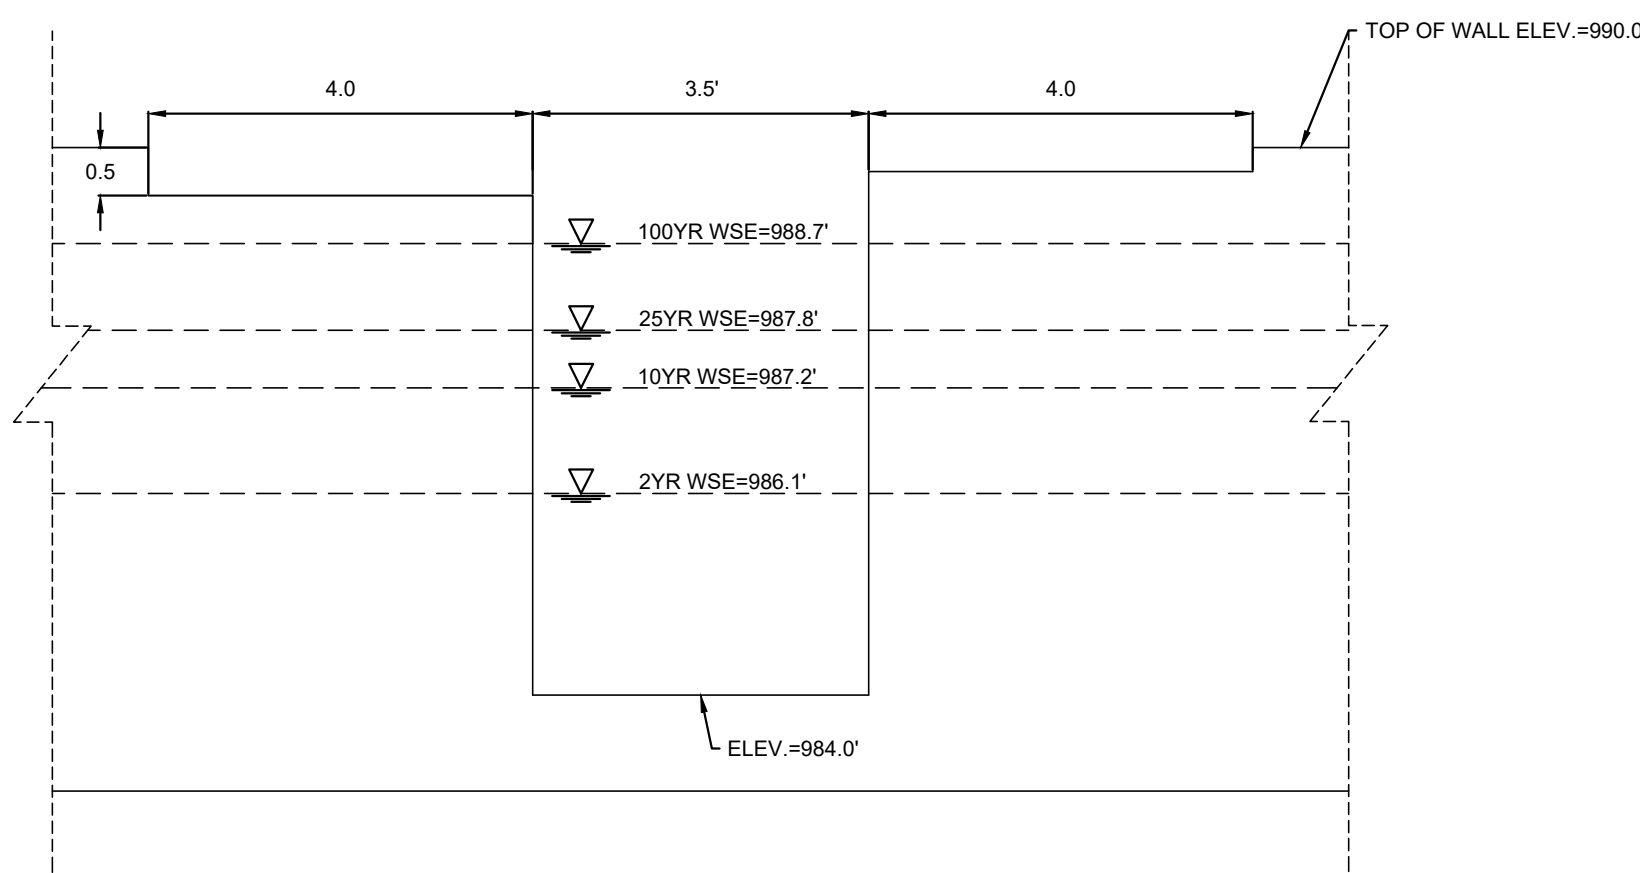 TOP OF WALL ELEV.=990.0
4.0
3.5'
4.0
0.5
100YR WSE=988.7'
25YR WSE=987.8'
10YR WSE=987.2'
2YR WSE=986.1'
ELEV.=984.0'